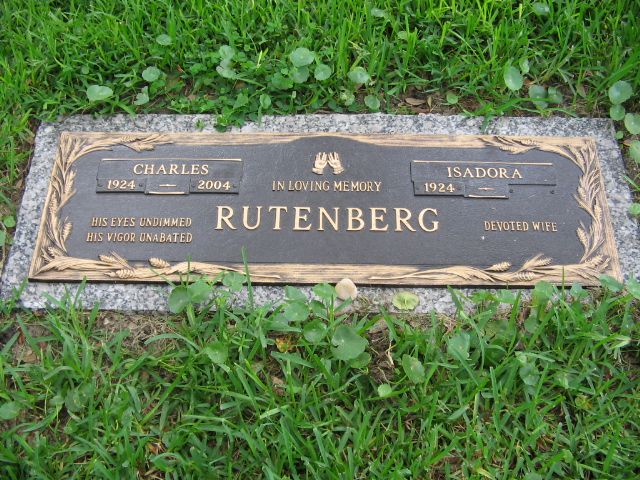 CHARLES
1924 2004
IN LOVING MEMORY
ISADORA
1924
HIS EYES UNDIMMED
HIS VIGOR UNABATED
RUTENBERG
DEVOTED WIFE